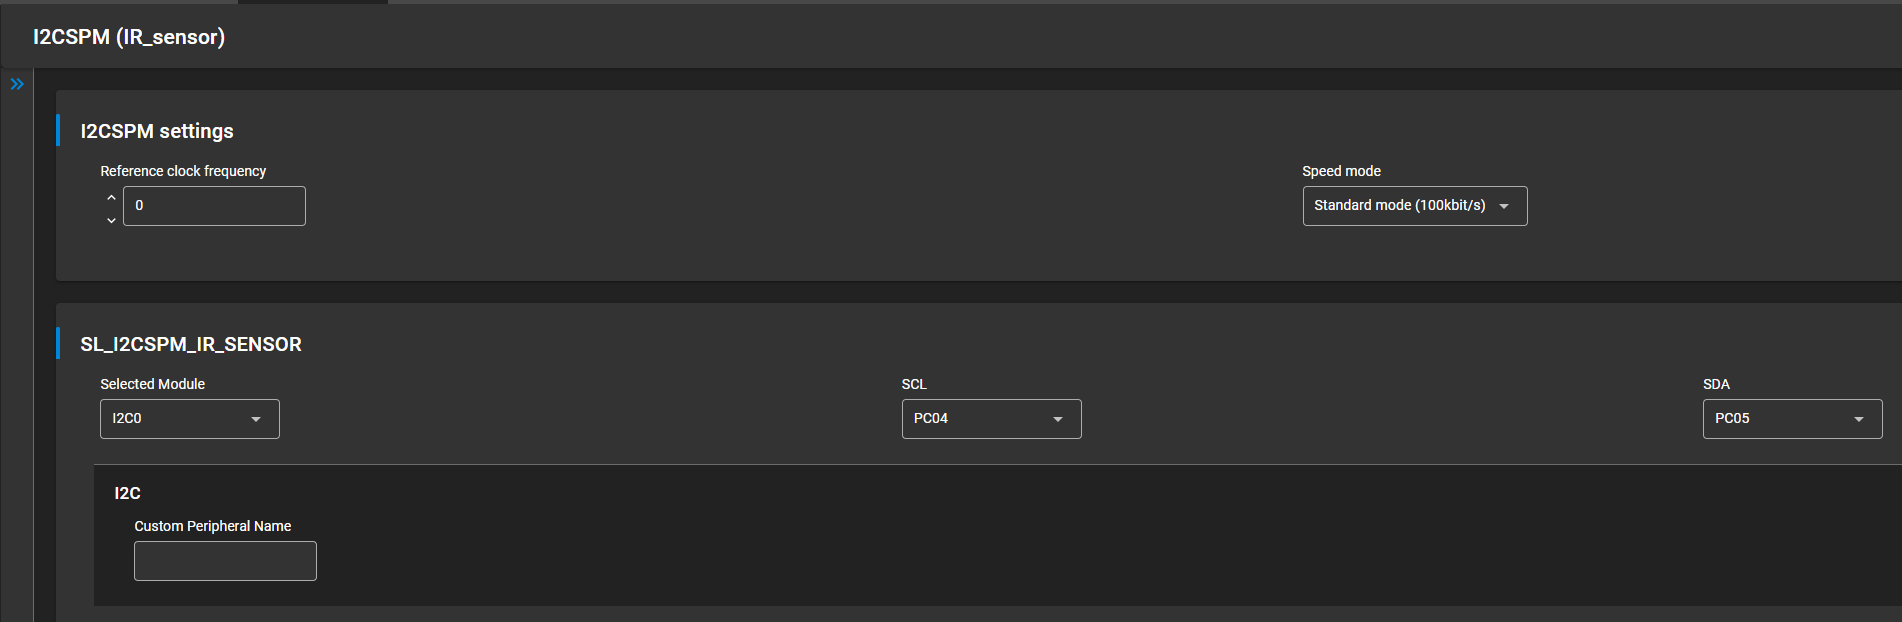 I2CSPM (IR_sensor)
I2CSPM settings
Reference clock frequency
0
Speed mode
Standard mode (100kbit/s)
SL_I2CSPM_IR_SENSOR
Selected Module
I2C0
SCL
PC04
SDA
PC05
I2C
Custom Peripheral Name